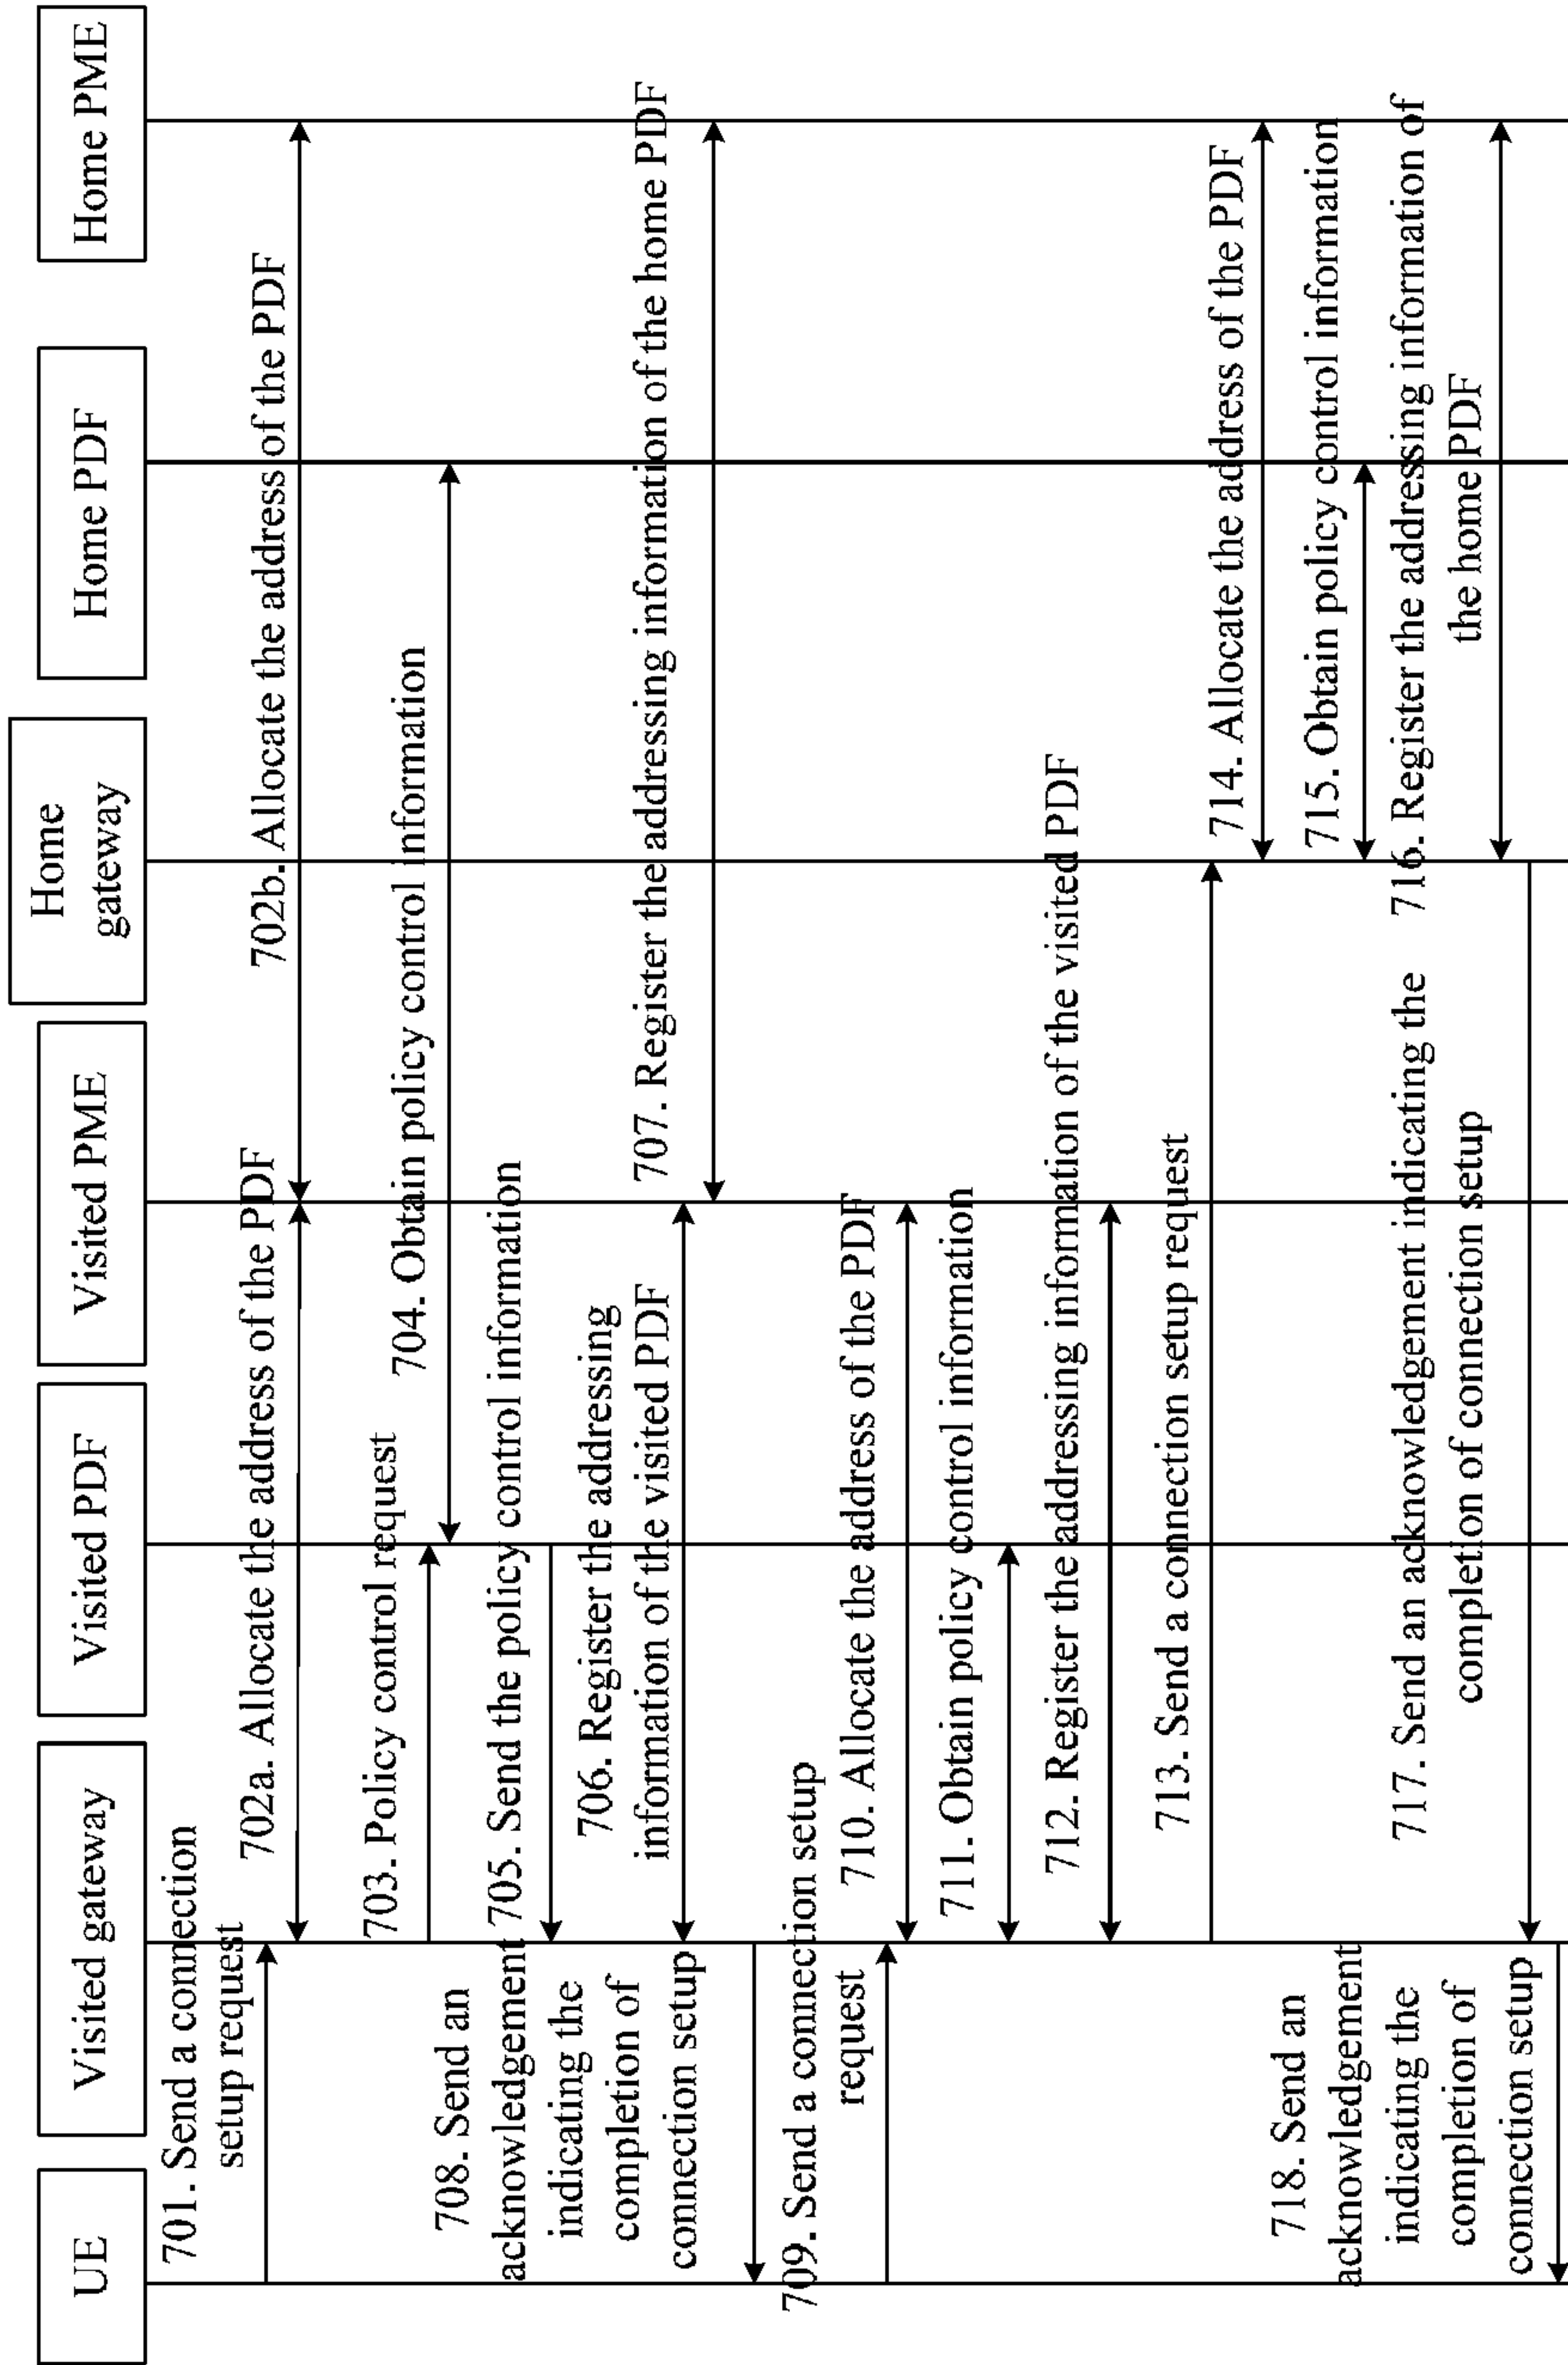 UE
Visited gateway
Visited PDF
Visited PME
Home
gateway
Home PDF
Home PME
701. Send a connection
setup request
702a. Allocate the address of the PDF
702b. Allocate the address of the PDF
703. Policy control request
704. Obtain policy control information
705. Send the policy control information
706. Register the addressing
information of the visited PDF
707. Register the addressing information of the home PDF
708. Send an
acknowledgement
indicating the
completion of
connection setup
709. Send a connection setup
request
710. Allocate the address of the PDF
711. Obtain policy control information
712. Register the addressing information of the visited PDF
713. Send a connection setup request
714. Allocate the address of the PDF
715. Obtain policy control information
716. Register the addressing information of
the home PDF
717. Send an acknowledgement indicating the
completion of connection setup
718. Send an
acknowledgement
indicating the
completion of
connection setup